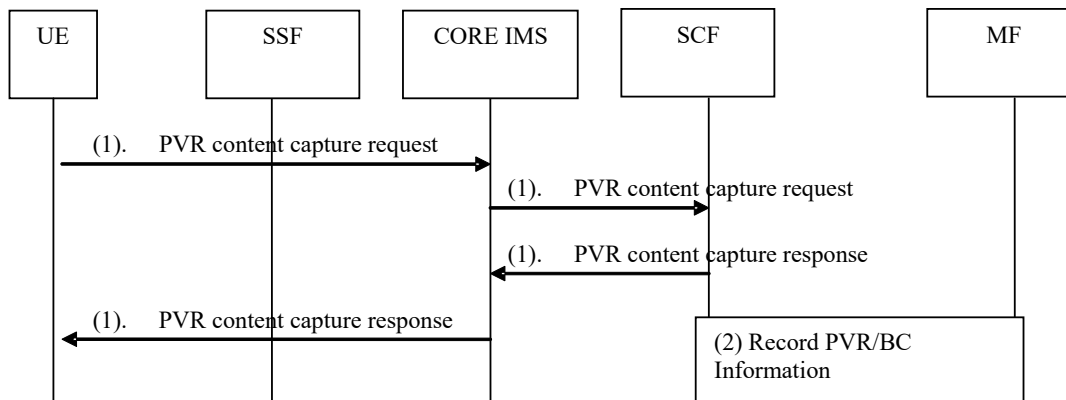 UE
SSF
CORE IMS
SCF
MF
(1). PVR content capture request
(1). PVR content capture request
(1). PVR content capture response
(1). PVR content capture response
(2) Record PVR/BC
Information